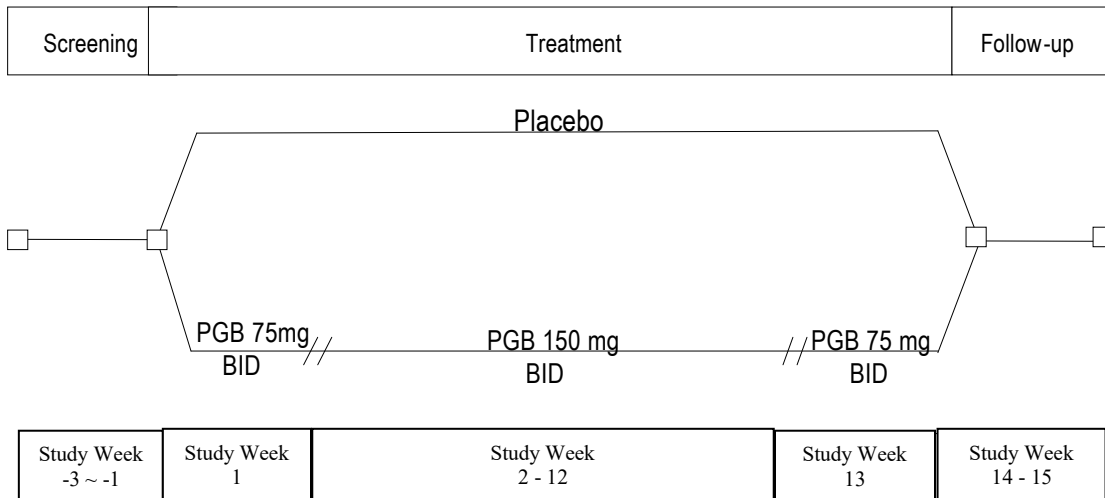 Screening
Treatment
Follow-up
Placebo
PGB 75mg
BID
PGB 150 mg
BID
PGB 75 mg
BID
Study Week
-3 ~ -1
Study Week
1
Study Week
2 - 12
Study Week
13
Study Week
14 - 15